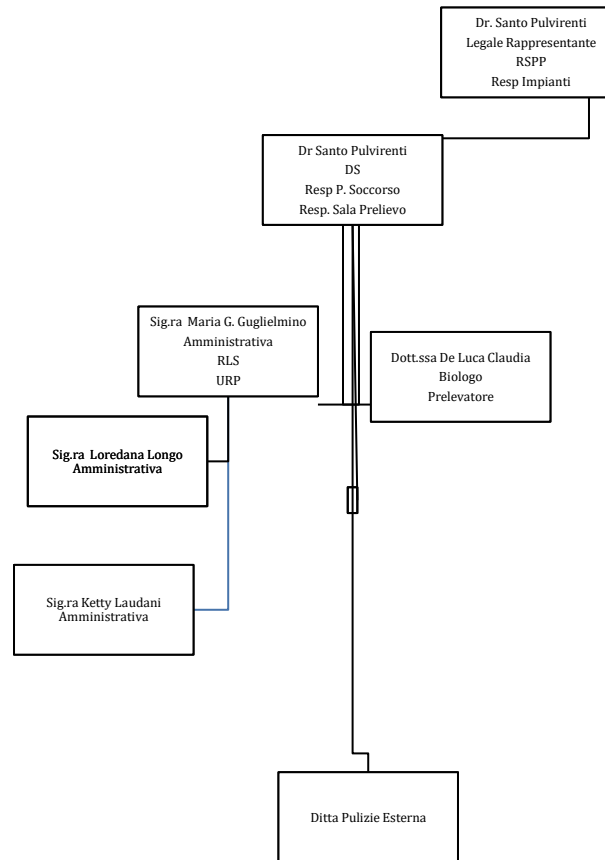 Dr. Santo Pulvirenti
Legale Rappresentante
RSPP
Resp Impianti
Dr Santo Pulvirenti
DS
Resp P. Soccorso
Resp. Sala Prelievo
Sig.ra Maria G. Guglielmino
Amministrativa
RLS
URP
Dott.ssa De Luca Claudia
Biologo
Prelevatore
Sig.ra Loredana Longo
Amministrativa
Sig.ra Ketty Laudani
Amministrativa
Ditta Pulizie Esterna